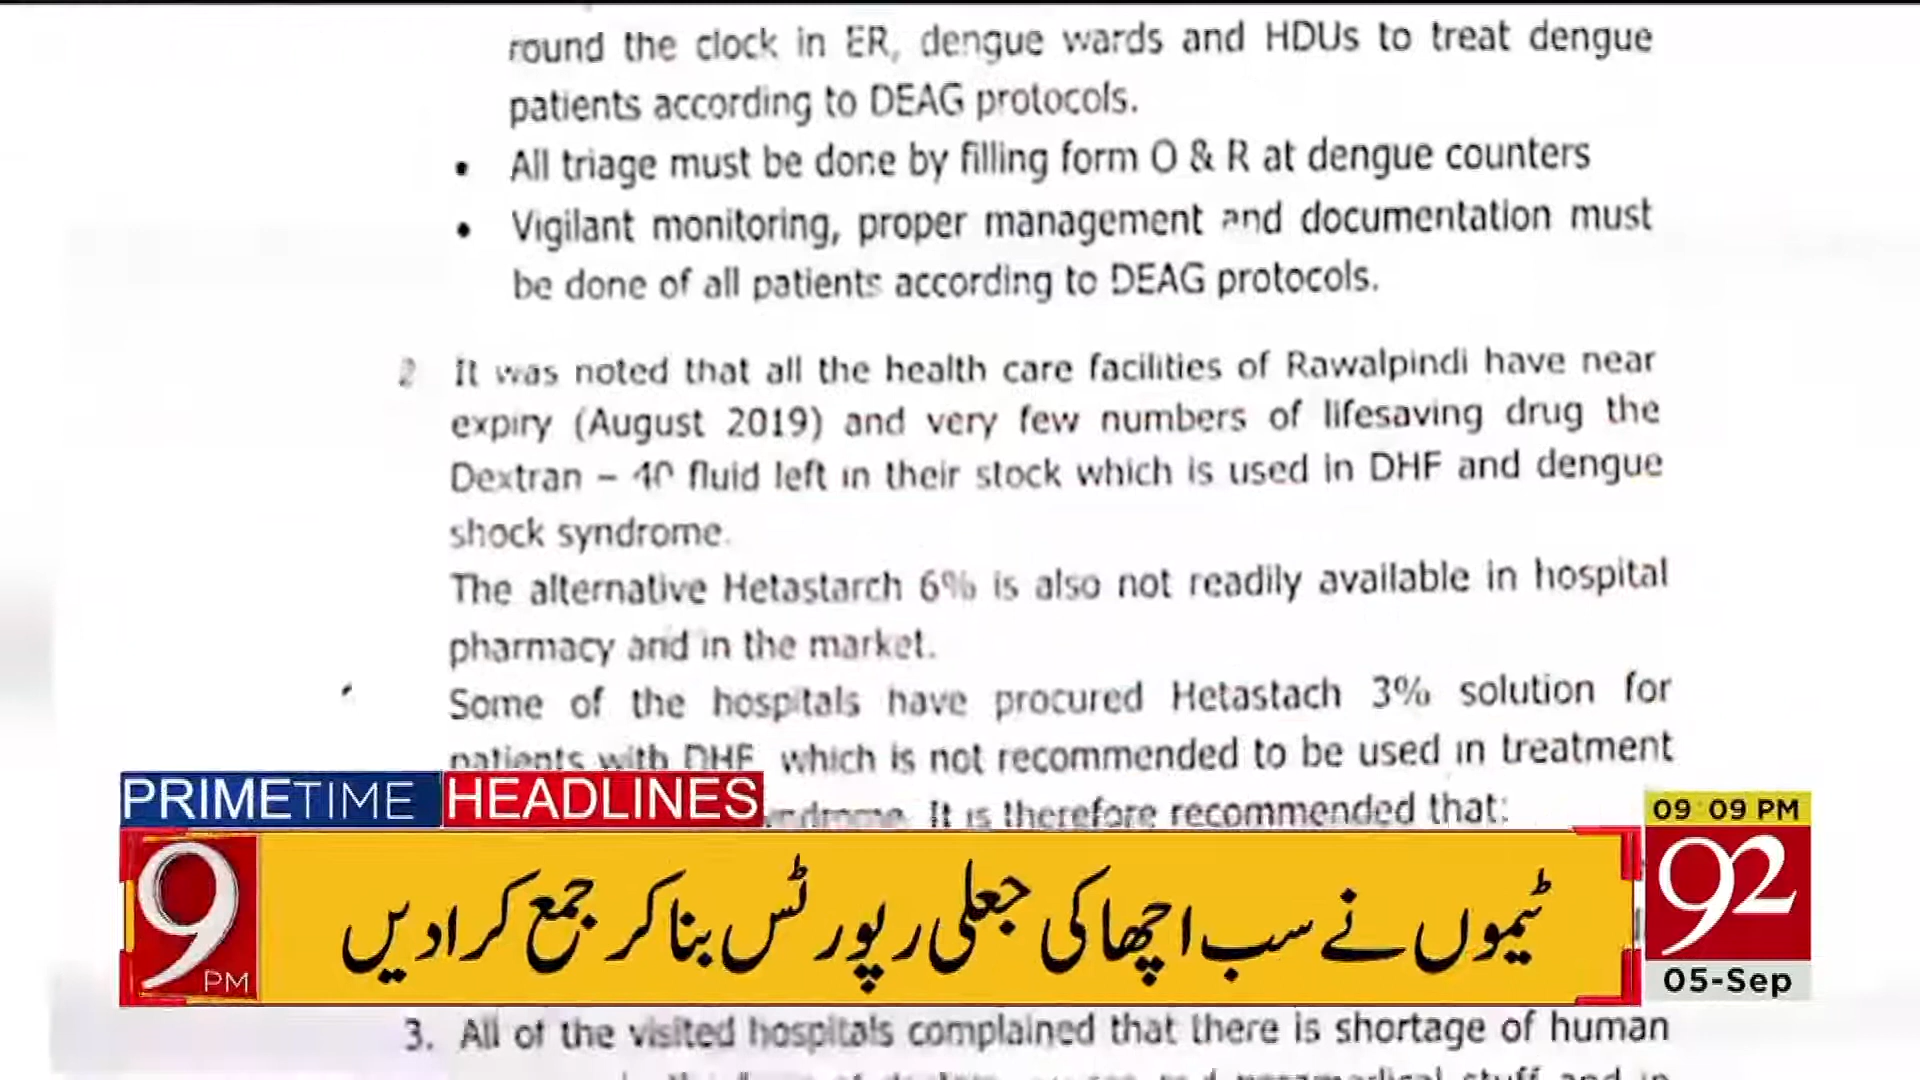 round the clock in ER, dengue wards and HDUs to treat dengue
patients according to DEAG protocols.
• All triage must be done by filling form O & R at dengue counters
• Vigilant monitoring, proper management and documentation must
be done of all patients according to DEAG protocols.
2 It was noted that all the health care facilities of Rawalpindi have near
expiry (August 2019) and very few numbers of lifesaving drug the
Dextran – 40 fluid left in their stock which is used in DHF and dengue
shock syndrome.
The alternative Hetastarch 6% is also not readily available in hospital
pharmacy and in the market.
Some of the hospitals have procured Hetastach 3% solution for
patients with DHF which is not recommended to be used in treatment
It is therefore recommended that:
PRIMETIME HEADLINES
09:09 PM
9 PM
ٹیموں نے سب اچھا کی جعلی رپورٹس بنا کر جمع کرا دیں
92
05-Sep
3. All of the visited hospitals complained that there is shortage of human